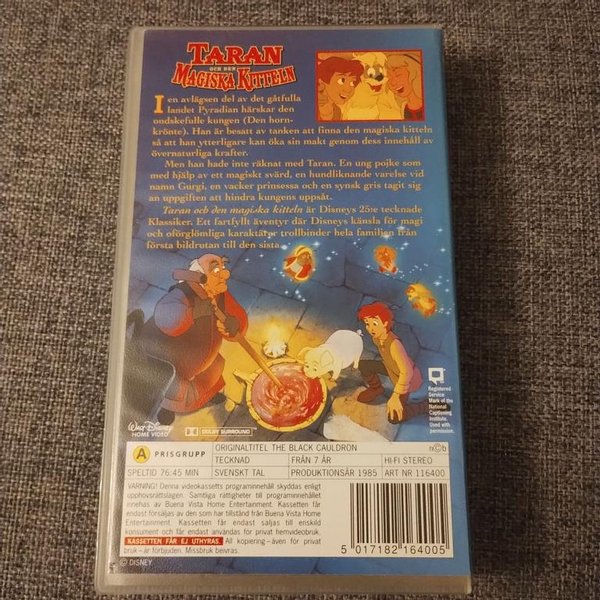 TARAN
OCH DEN
MAGISKA KITTELN
I en avlägsen del av det gåtfulla
landet Pyradian härskar den
ondskefulle kungen (Den horn-
krönte). Han är besatt av tanken att finna den magiska kitteln
så att han ytterligare kan öka sin makt genom dess innehåll av
övernaturliga krafter.
Men han hade inte räknat med Taran. En ung pojke som
med hjälp av ett magiskt svärd, en hundliknande varelse vid
namn Gurgi, en vacker prinsessa och en synsk gris tagit sig
an uppgiften att hindra kungens uppsåt.
Taran och den magiska kitteln är Disneys 25:e tecknade
Klassiker. Ett fartfyllt äventyr där Disneys känsla för magi
och oförglömliga karaktärer trollbinder hela familjen från
första bildrutan till den sista.
Registered
Service
Mark of the
National
Captioning
Institute.
Used with
permission.
WALT DISNEY
HOME VIDEO
DOLBY SURROUND
A PRISGRUPP
ORIGINALTITEL THE BLACK CAULDRON
TECKNAD FRÅN 7 ÅR HI-FI STEREO
SPELTID 76:45 MIN SVENSKT TAL PRODUKTIONSÅR 1985 ART NR 116400
VARNING! Denna videokassetts programinnehåll skyddas enligt
upphovsrättslagen. Samtliga rättigheter till programinnehållet
innehas av Buena Vista Home Entertainment. Kassetten får
endast försäljas av den som har tillstånd från Buena Vista Home
Entertainment. Kassetten får endast säljas till enskild
konsument och får endast användas för privat hemvideobruk.
KASSETTEN FÅR EJ UTHYRAS. All kopiering – även för privat
bruk – är förbjuden. Missbruk beivras.
© DISNEY
5 017182 164005